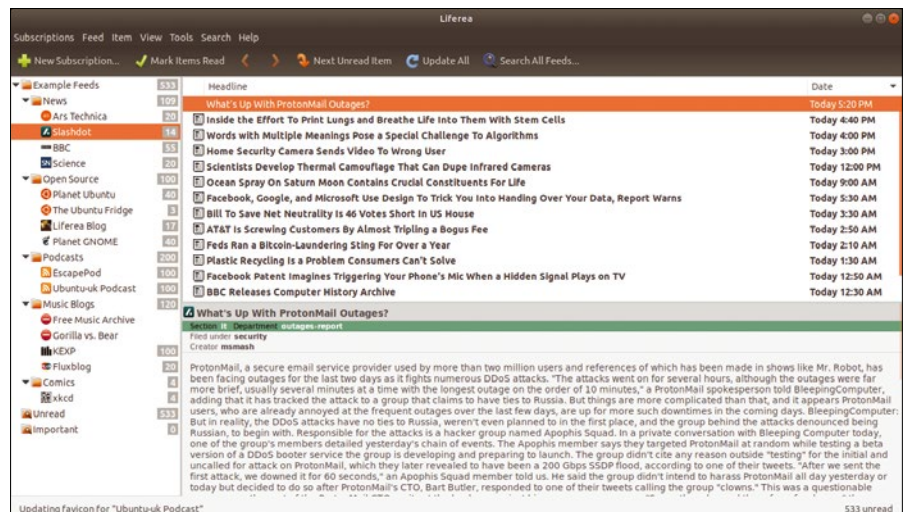 Liferea
Subscriptions Feed Item View Tools Search Help
New Subscription... Mark Items Read Next Unread Item Update All Search All Feeds...
Example Feeds 533
News 109
Ars Technica 20
Slashdot 14
BBC 55
Science 20
Open Source 100
Planet Ubuntu 40
The Ubuntu Fridge 3
Liferea Blog 17
Planet GNOME 40
Podcasts 200
EscapePod 100
Ubuntu-uk Podcast 100
Music Blogs 120
Free Music Archive
Gorilla vs. Bear
KEXP 100
Fluxblog 20
Comics 4
xkcd 4
Unread 533
Important 0
Headline Date
What's Up With ProtonMail Outages? Today 5:20 PM
Inside the Effort To Print Lungs and Breathe Life Into Them With Stem Cells Today 4:40 PM
Words with Multiple Meanings Pose a Special Challenge To Algorithms Today 4:00 PM
Home Security Camera Sends Video To Wrong User Today 3:00 PM
Scientists Develop Thermal Camouflage That Can Dupe Infrared Cameras Today 12:00 PM
Ocean Spray On Saturn Moon Contains Crucial Constituents For Life Today 9:00 AM
Facebook, Google, and Microsoft Use Design To Trick You Into Handing Over Your Data, Report Warns Today 5:30 AM
Bill To Save Net Neutrality Is 46 Votes Short In US House Today 3:30 AM
AT&T Is Screwing Customers By Almost Tripling a Bogus Fee Today 2:50 AM
Feds Ran a Bitcoin-Laundering Sting For Over a Year Today 2:10 AM
Plastic Recycling Is a Problem Consumers Can't Solve Today 1:30 AM
Facebook Patent Imagines Triggering Your Phone's Mic When a Hidden Signal Plays on TV Today 12:50 AM
BBC Releases Computer History Archive Today 12:30 AM
What's Up With ProtonMail Outages?
Section it Department outages-report
Filed under security
Creator msmash
ProtonMail, a secure email service provider used by more than two million users and references of which has been made in shows like Mr. Robot, has
been facing outages for the last two days as it fights numerous DDoS attacks. "The attacks went on for several hours, although the outages were far
more brief, usually several minutes at a time with the longest outage on the order of 10 minutes," a ProtonMail spokesperson told BleepingComputer,
adding that it has tracked the attack to a group that claims to have ties to Russia. But things are more complicated than that, and it appears ProtonMail
users, who are already annoyed at the frequent outages over the last few days, are up for more such downtimes in the coming days. BleepingComputer:
But in reality, the DDoS attacks have no ties to Russia, weren't even planned to in the first place, and the group behind the attacks denounced being
Russian, to begin with. Responsible for the attacks is a hacker group named Apophis Squad. In a private conversation with Bleeping Computer today,
one of the group's members detailed yesterday's chain of events. The Apophis member says they targeted ProtonMail at random while testing a beta
version of a DDoS booter service the group is developing and preparing to launch. The group didn't cite any reason outside "testing" for the initial and
uncalled for attack on ProtonMail, which they later revealed to have been a 200 Gbps SSDP flood, according to one of their tweets. "After we sent the
first attack, we downed it for 60 seconds," an Apophis Squad member told us. He said the group didn't intend to harass ProtonMail all day yesterday or
today but decided to do so after ProtonMail's CTO, Bart Butler, responded to one of their tweets calling the group "clowns." This was a questionable
Updating favicon for "Ubuntu-uk Podcast" 533 unread